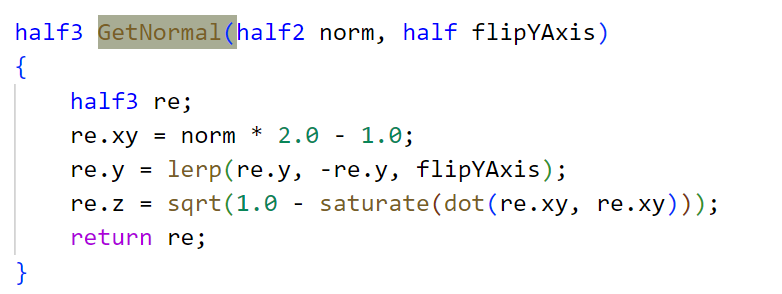 half3 GetNormal(half2 norm, half flipYAxis)
{
    half3 re;
    re.xy = norm * 2.0 - 1.0;
    re.y = lerp(re.y, -re.y, flipYAxis);
    re.z = sqrt(1.0 - saturate(dot(re.xy, re.xy)));
    return re;
}